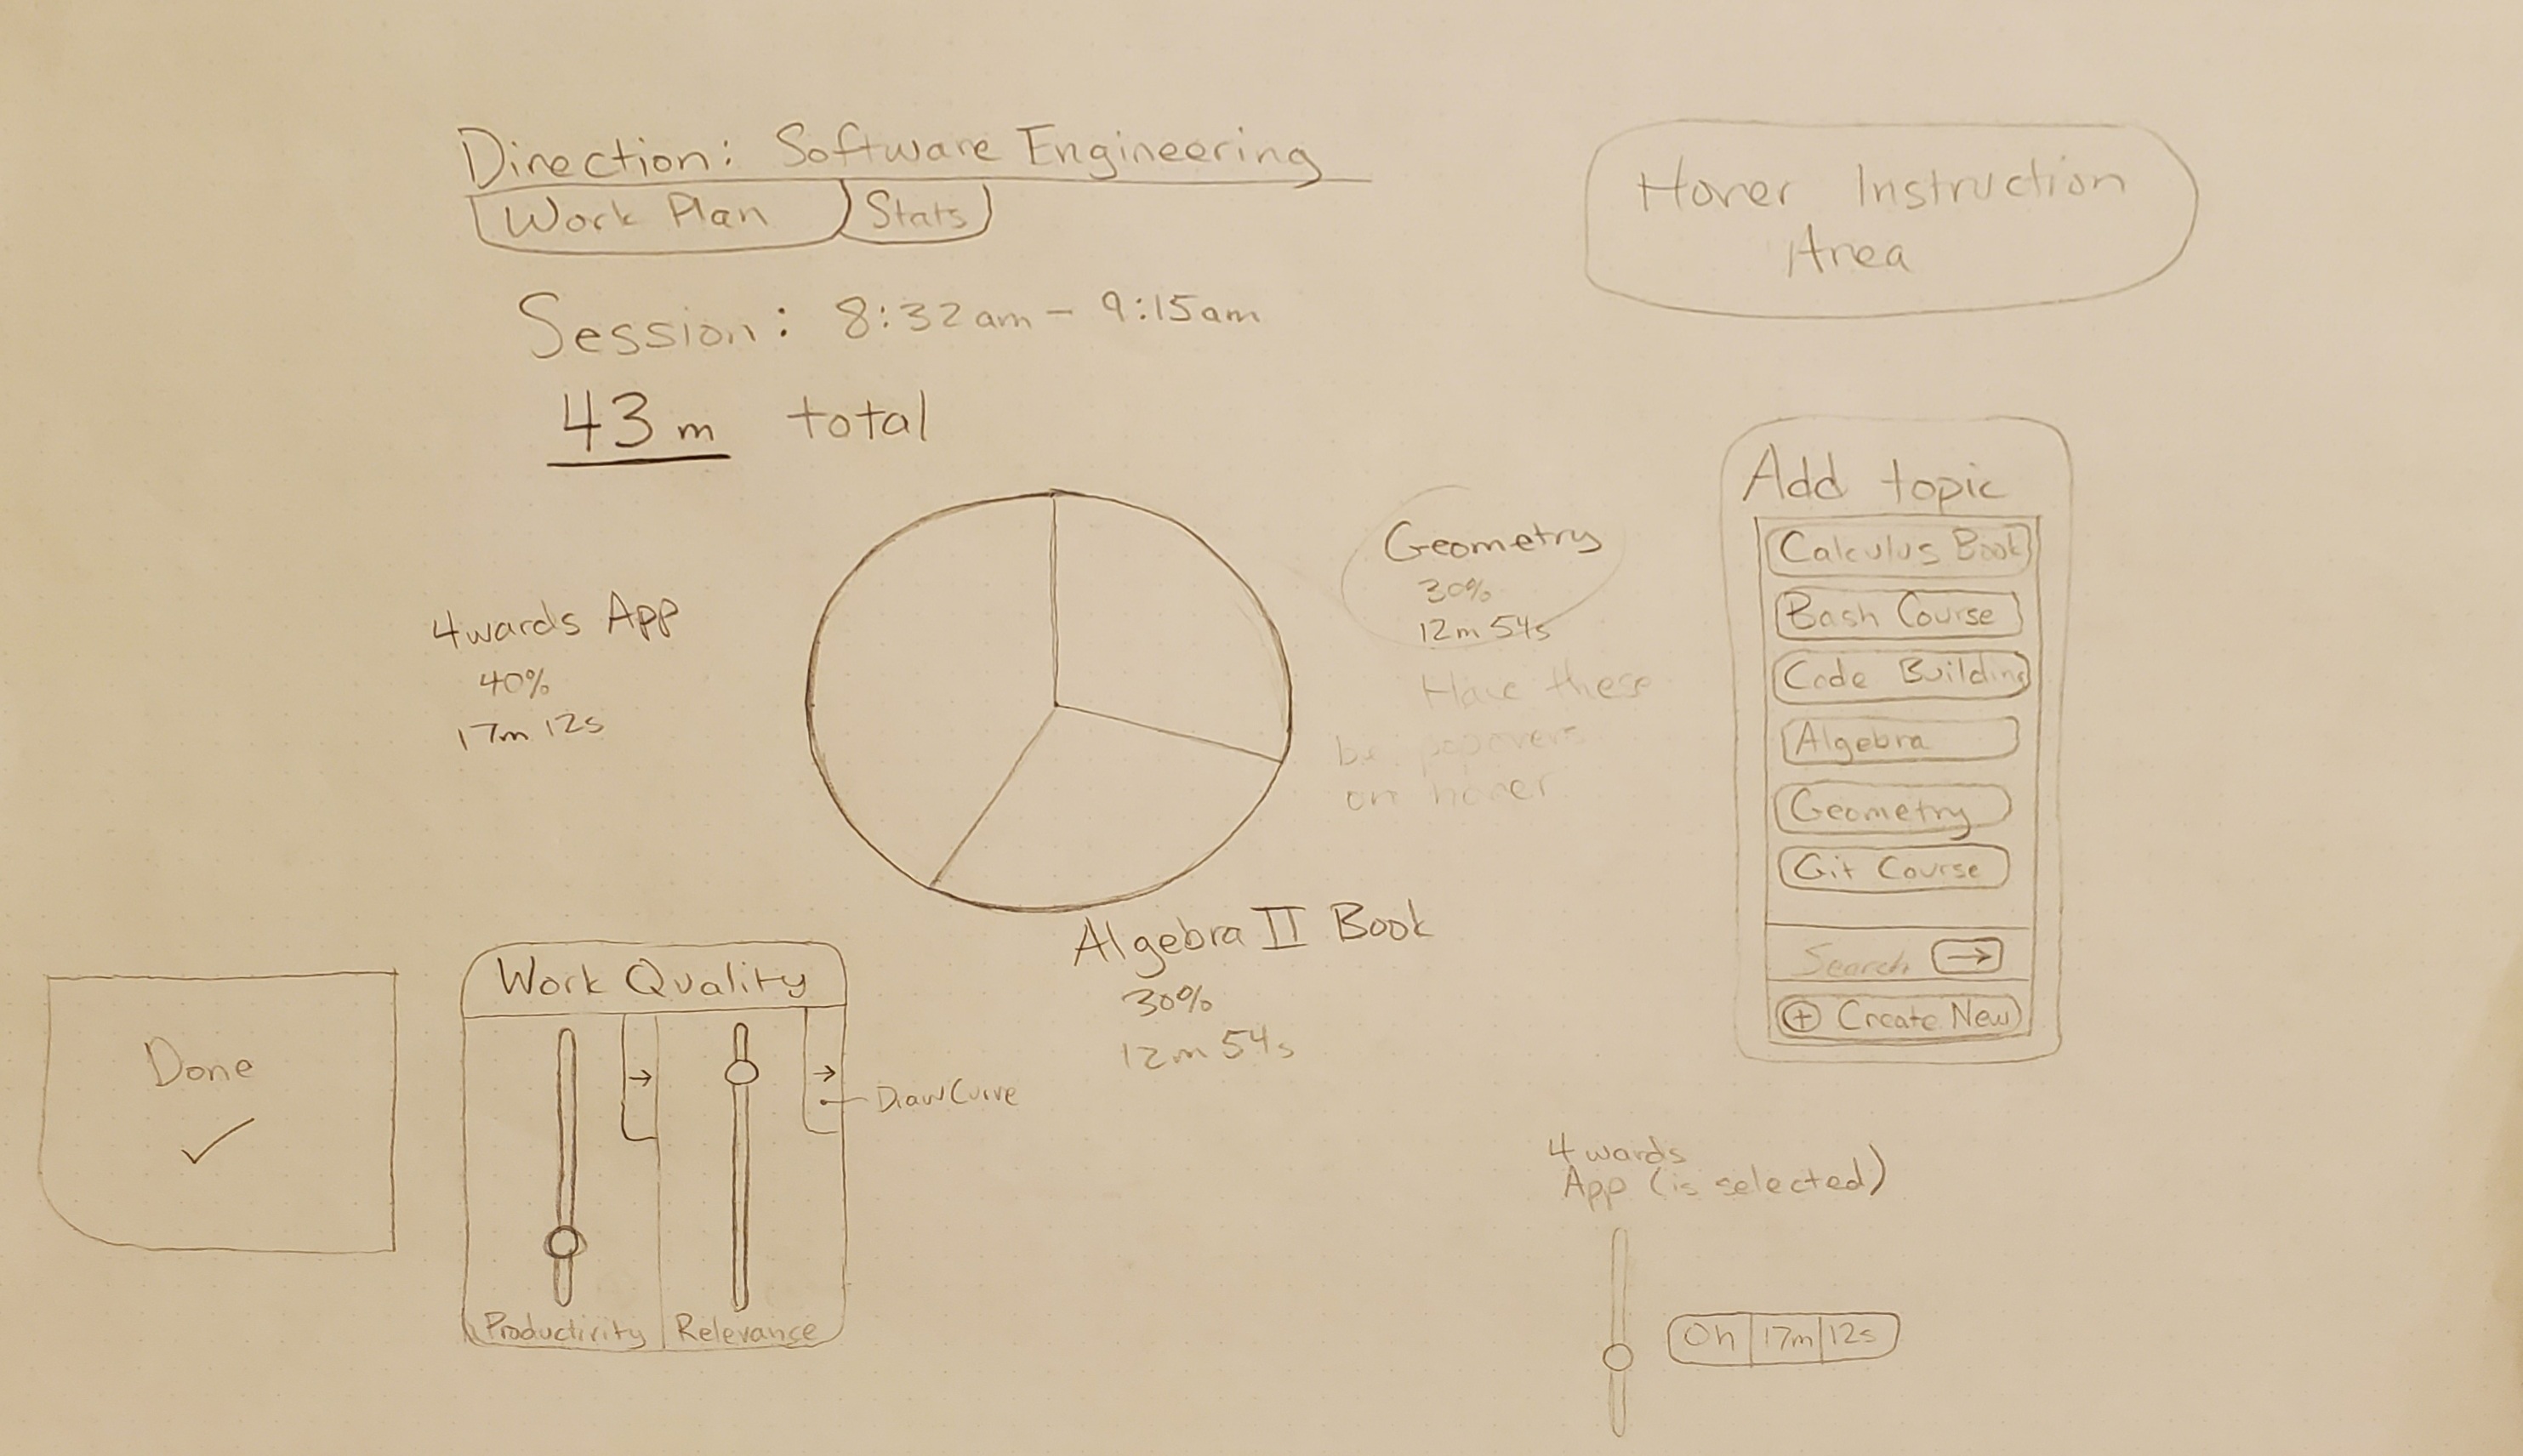 Direction: Software Engineering
Work Plan
Stats
Session: 8:32am - 9:15am
43m total
Hover Instruction
Area
4wards App
40%
17m 12s
Geometry
30%
12m 54s
Have these
be popovers
on hover
Algebra II Book
30%
12m 54s
Add topic
Calculus Book
Bash Course
Code Building
Algebra
Geometry
Git Course
Search →
+ Create New
Done
✓
Work Quality
→
→
Draw Curve
Productivity
Relevance
4wards
App (is selected)
0h 17m 12s